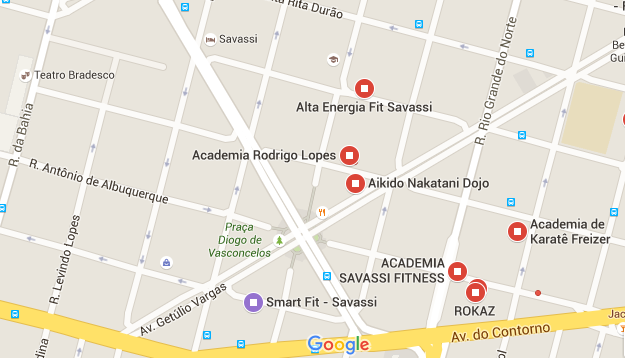 Rita Durão
Savassi
Teatro Bradesco
Alta Energia Fit Savassi
R. da Bahia
R. Rio Grande do Norte
Academia Rodrigo Lopes
R. Antônio de Albuquerque
Aikido Nakatani Dojo
Praça
Diogo de
Vasconcelos
Academia de
Karatê Freizer
R. Levindo Lopes
ACADEMIA
SAVASSI FITNESS
ROKAZ
Av. Getúlio Vargas
Smart Fit - Savassi
Google
Av. do Contorno